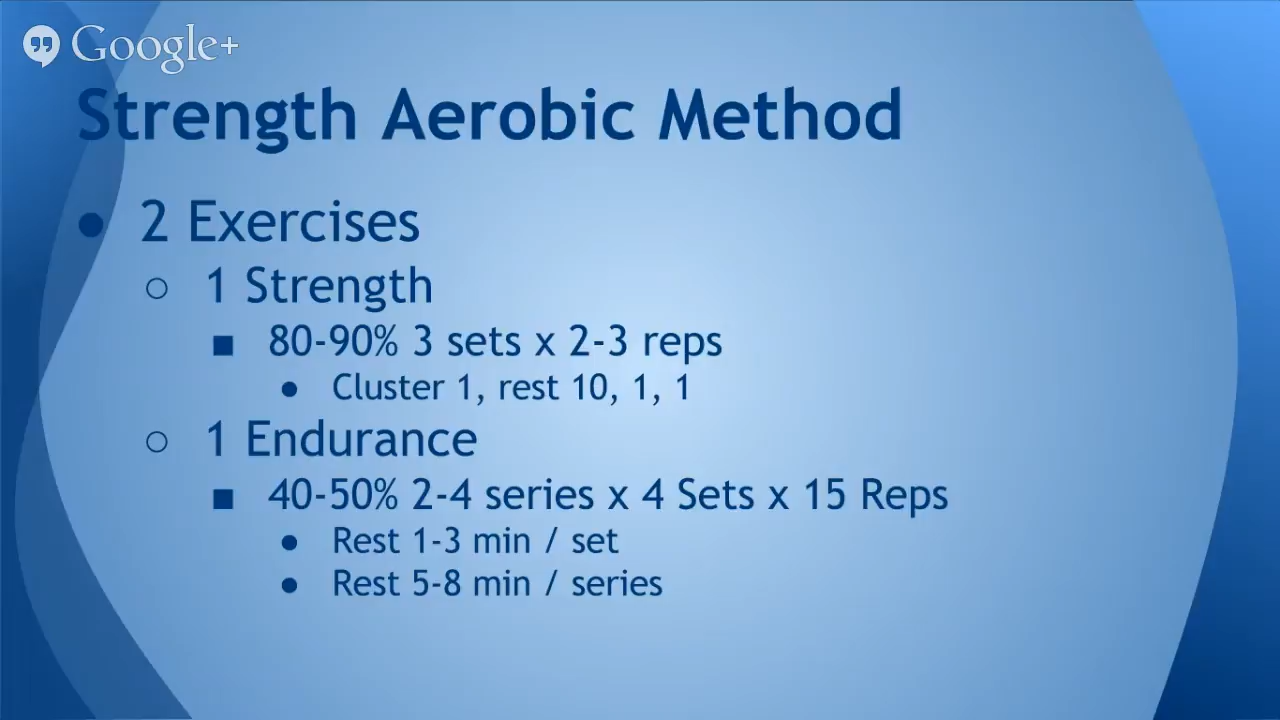 Google+
Strength Aerobic Method
● 2 Exercises
○ 1 Strength
■ 80-90% 3 sets x 2-3 reps
● Cluster 1, rest 10, 1, 1
○ 1 Endurance
■ 40-50% 2-4 series x 4 Sets x 15 Reps
● Rest 1-3 min / set
● Rest 5-8 min / series